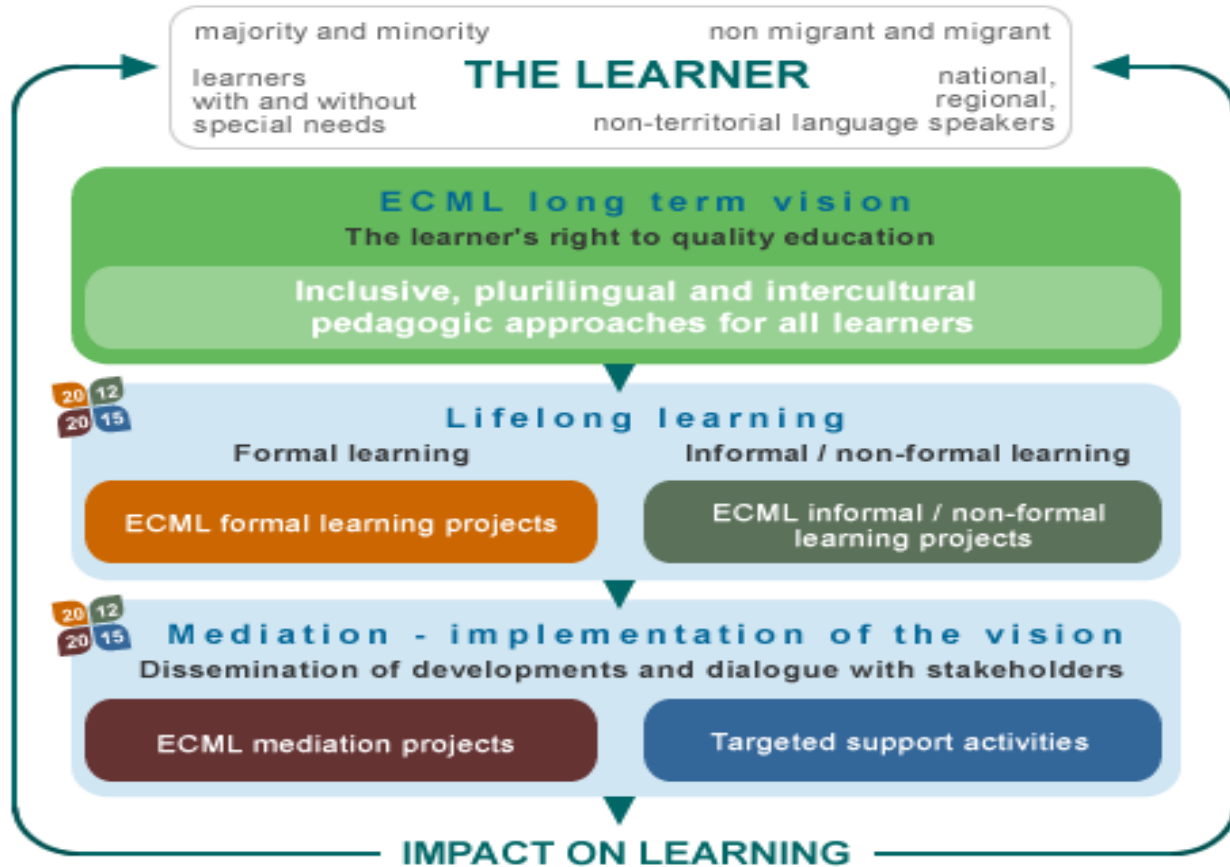 majority and minority
non migrant and migrant
THE LEARNER
learners
with and without
special needs
national,
regional,
non-territorial language speakers
ECML long term vision
The learner's right to quality education
Inclusive, plurilingual and intercultural
pedagogic approaches for all learners
20 12
20 15
Lifelong learning
Formal learning
Informal / non-formal learning
ECML formal learning projects
ECML informal / non-formal
learning projects
20 12
20 15
Mediation - implementation of the vision
Dissemination of developments and dialogue with stakeholders
ECML mediation projects
Targeted support activities
IMPACT ON LEARNING